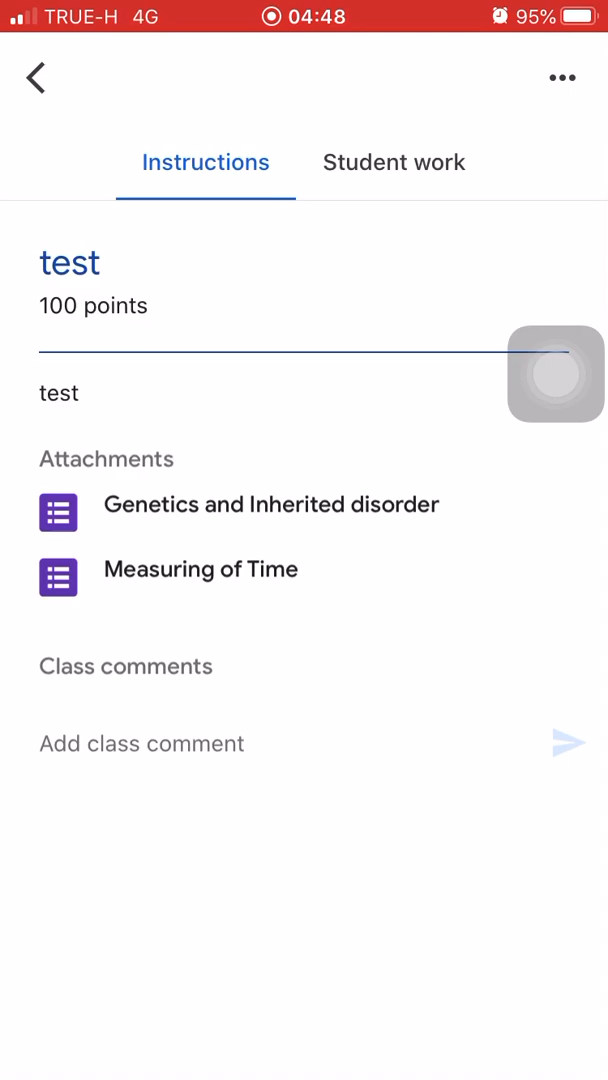 TRUE-H 4G 04:48 95%
Instructions Student work
test
100 points
test
Attachments
Genetics and Inherited disorder
Measuring of Time
Class comments
Add class comment